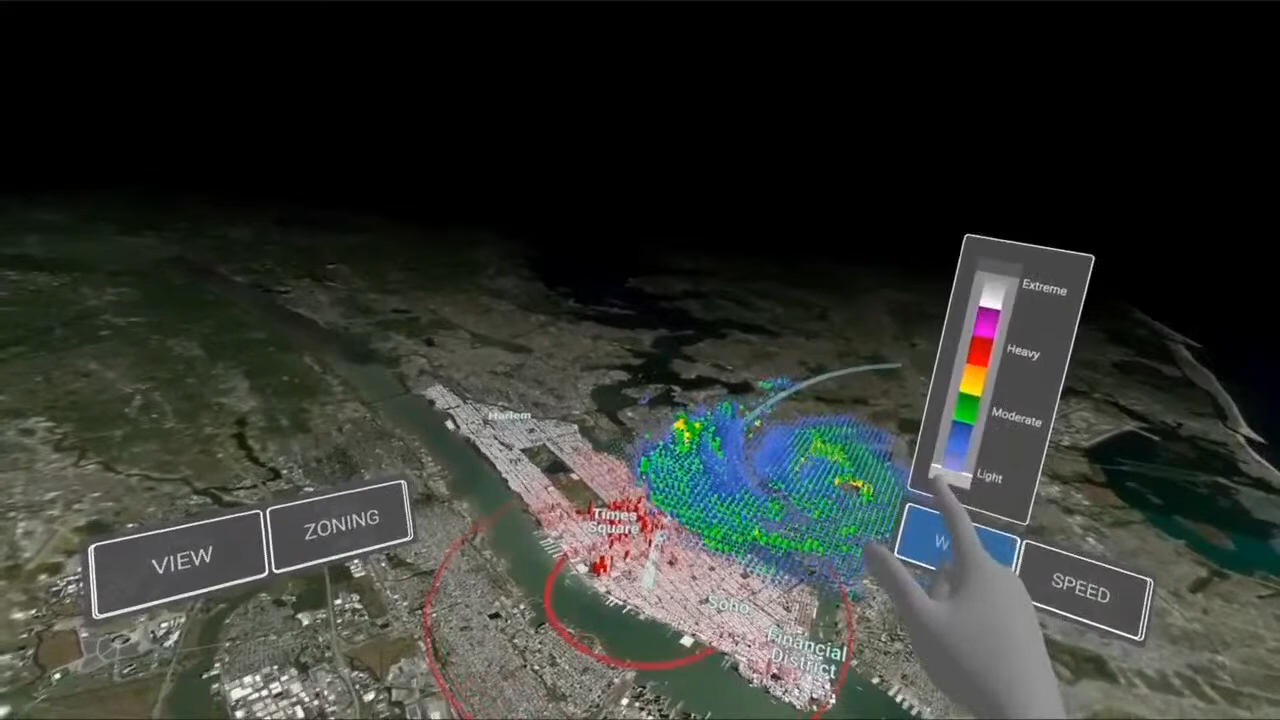 Extreme
Heavy
Moderate
Light
Harlem
Times
Square
Soho
Financial
District
VIEW
ZONING
SPEED